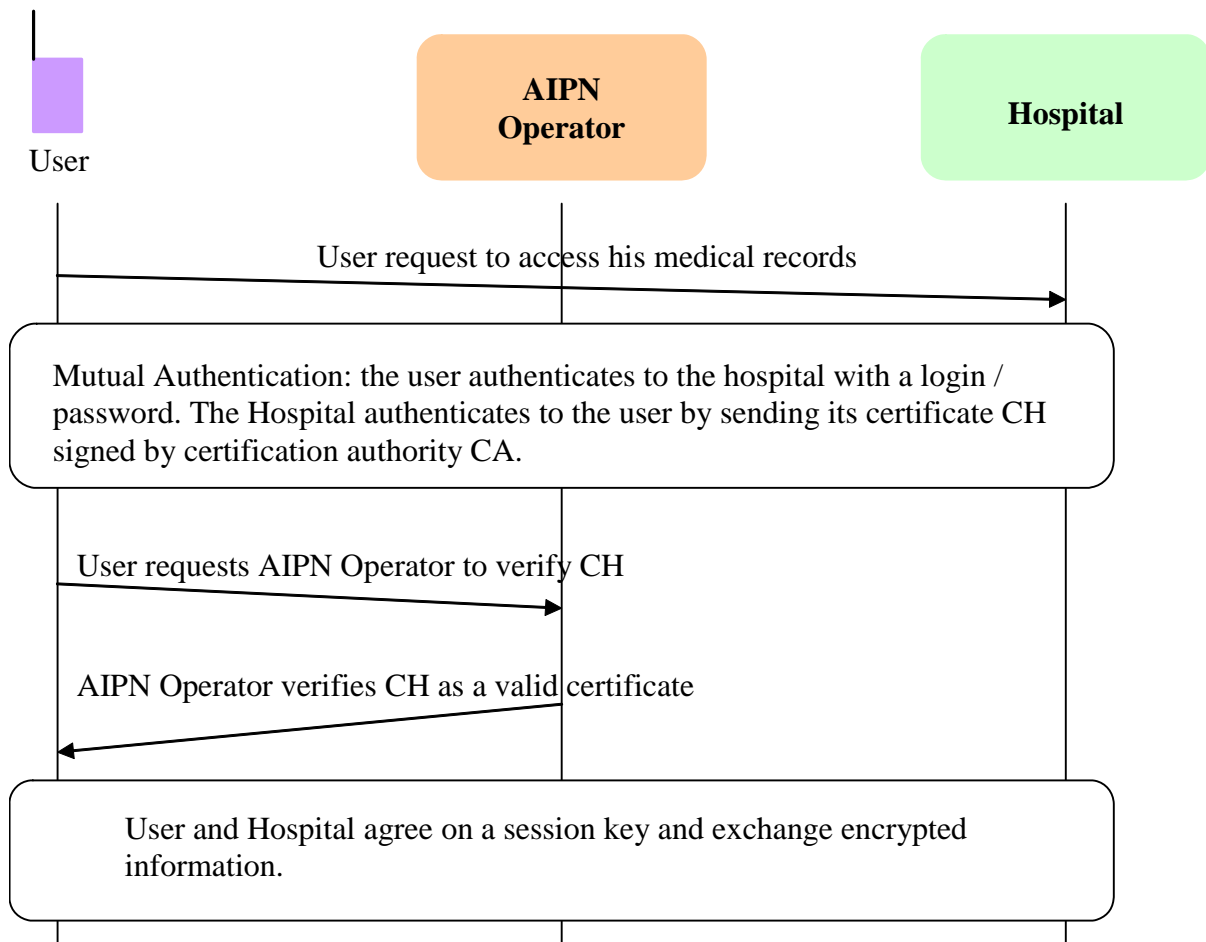 AIPN
Operator
Hospital
User
User request to access his medical records
Mutual Authentication: the user authenticates to the hospital with a login /
password. The Hospital authenticates to the user by sending its certificate CH
signed by certification authority CA.
User requests AIPN Operator to verify CH
AIPN Operator verifies CH as a valid certificate
User and Hospital agree on a session key and exchange encrypted
information.